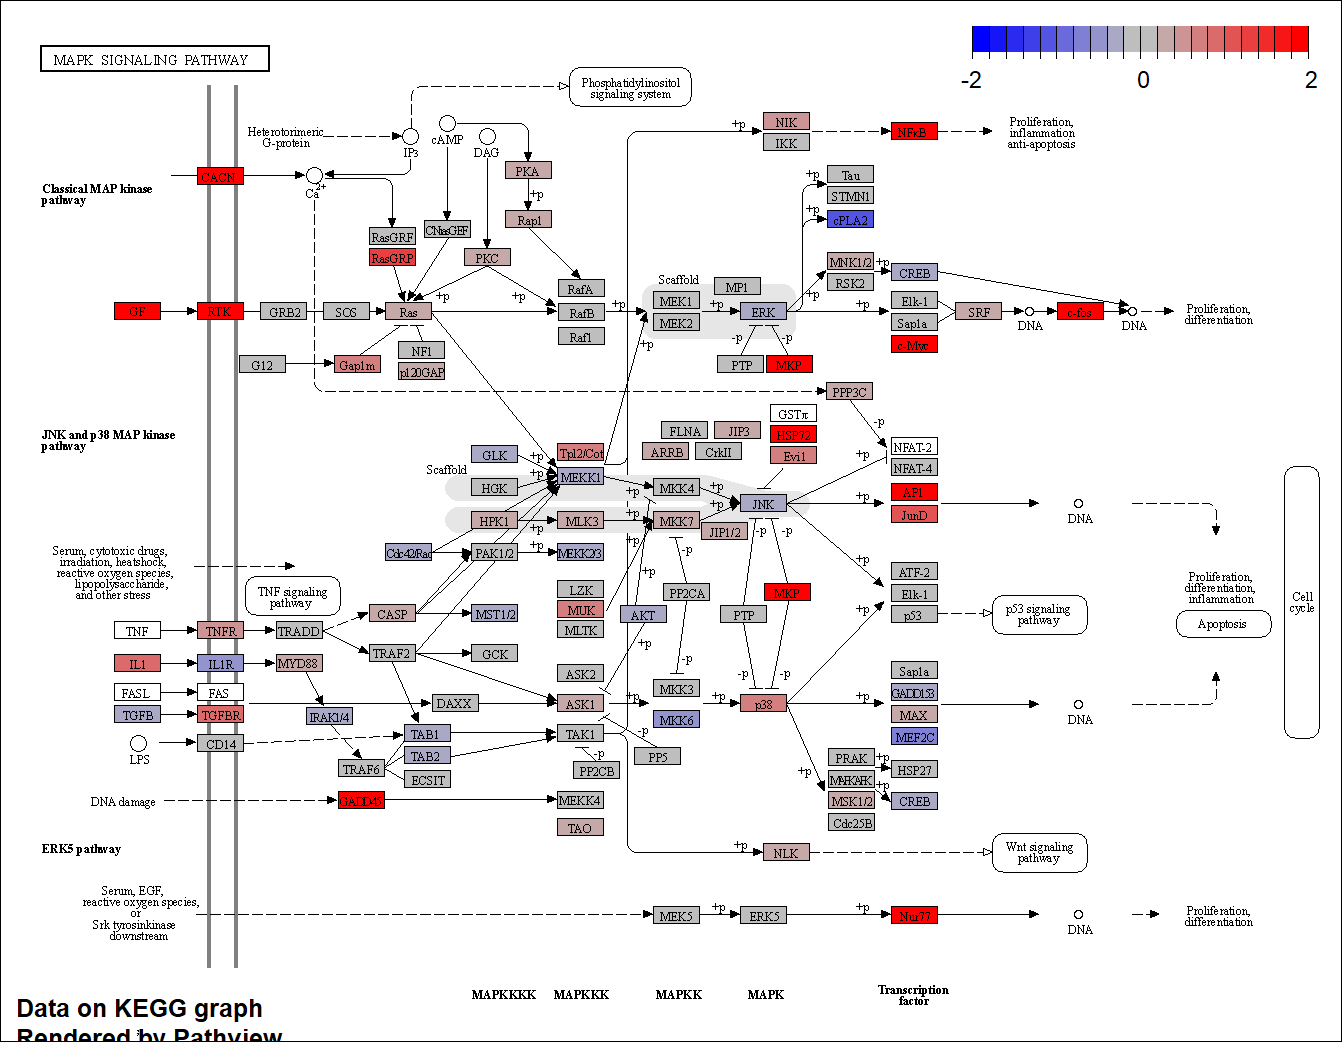 MAPK SIGNALING PATHWAY
-2
0
2
Phosphatidylinositol
signaling system
Heterotorimeric
G-protein
IP3
cAMP
DAG
+p
NIK
IKK
NFκB
Proliferation,
inflammation
anti-apoptosis
Classical MAP kinase
pathway
CACN
Ca2+
PKA
+p
Rap1
+p
Tau
STMN1
+p
cPLA2
RasGRF
RasGRP
CNrasGEF
PKC
RafA
Scaffold
MP1
MNK1/2
+p
RSK2
+p
CREB
GF
RTK
GRB2
SOS
Ras
+p
+p
RafB
Raf1
+p
MEK1
MEK2
+p
ERK
+p
Elk-1
Sap1a
c-Myc
SRF
DNA
c-fos
DNA
Proliferation,
differentiation
G12
Gap1m
NF1
p120GAP
+p
-p
-p
PTP
MKP
PPP3C
-p
JNK and p38 MAP kinase
pathway
GSTπ
HSP72
Evi1
FLNA
JIP3
ARRB
CrkII
NFAT-2
NFAT-4
+p
GLK
+p
Tpl2/Cot
Scaffold
HGK
+p
MEKK1
+p
MKK4
+p
JNK
+p
AP1
JunD
DNA
HPK1
+p
MLK3
+p
MKK7
+p
JIP1/2
-p
-p
Cdc42/Rac
PAK1/2
+p
MEKK2/3
+p
-p
Serum, cytotoxic drugs,
irradiation, heatshock,
reactive oxygen species,
lipopolysaccharide,
and other stress
TNF signaling
pathway
LZK
MUK
MLTK
+p
AKT
+p
PP2CA
-p
PTP
MKP
-p
-p
+p
+p
ATF-2
Elk-1
p53
p53 signaling
pathway
Proliferation,
differentiation,
inflammation
Apoptosis
Cell
cycle
CASP
MST1/2
TNF
TNFR
TRADD
TRAF2
GCK
IL1
IL1R
MYD88
ASK2
MKK3
Sap1a
GADD153
MAX
MEF2C
FASL
FAS
DAXX
ASK1
+p
MKK6
+p
p38
+p
DNA
TGFB
TGFBR
IRAK1/4
TAB1
TAB2
TAK1
-p
PP2CB
PP5
-p
LPS
CD14
TRAF6
ECSIT
+p
PRAK
+p
MAPKAPK
+p
MSK1/2
Cdc25B
HSP27
CREB
DNA damage
GADD45
MEKK4
TAO
ERK5 pathway
+p
NLK
Wnt signaling
pathway
Serum, EGF,
reactive oxygen species,
or
Srk tyrosinkinase
downstream
MEK5
+p
ERK5
+p
Nur77
DNA
Proliferation,
differentiation
MAPKKKK
MAPKKK
MAPKK
MAPK
Transcription
factor
Data on KEGG graph
Rendered by Pathview